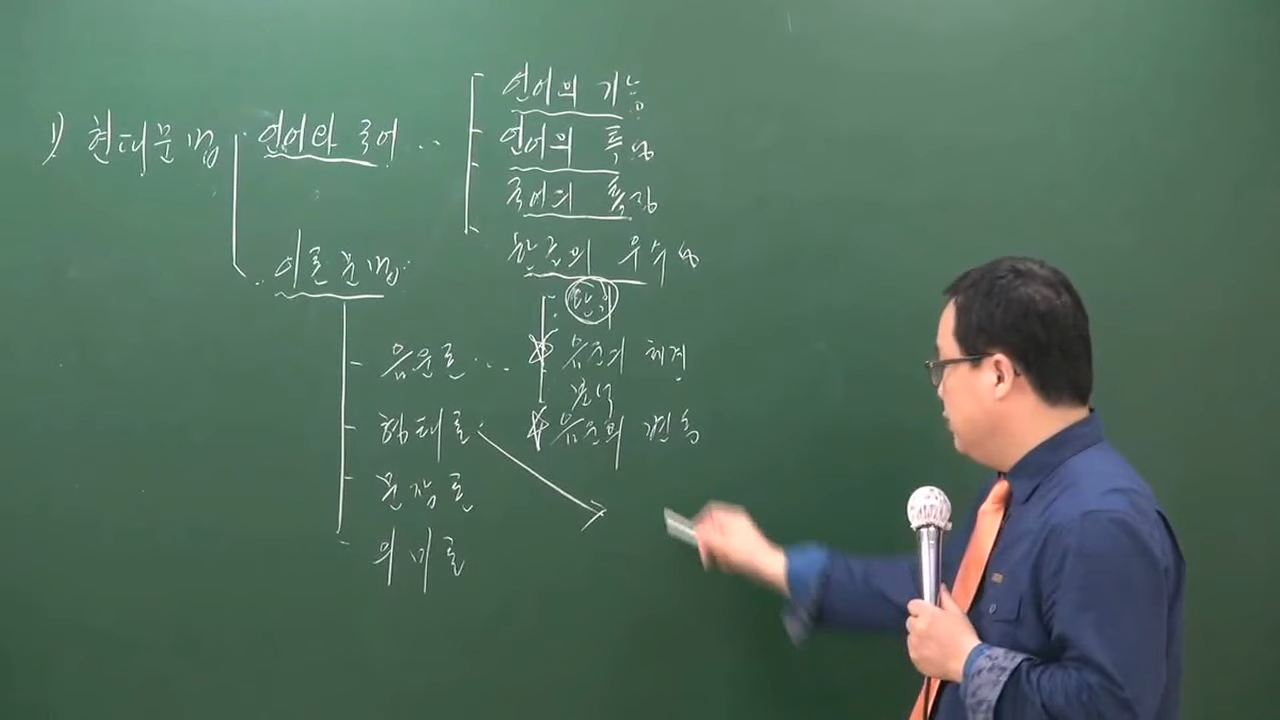 1) 현대문법
언어와 국어 ··
언어의 기능
언어의 특성
국어의 특질
한글의 우수성
이론문법
음운론 ···
음운의 체계
음운의 변동
형태론
문장론
의미론